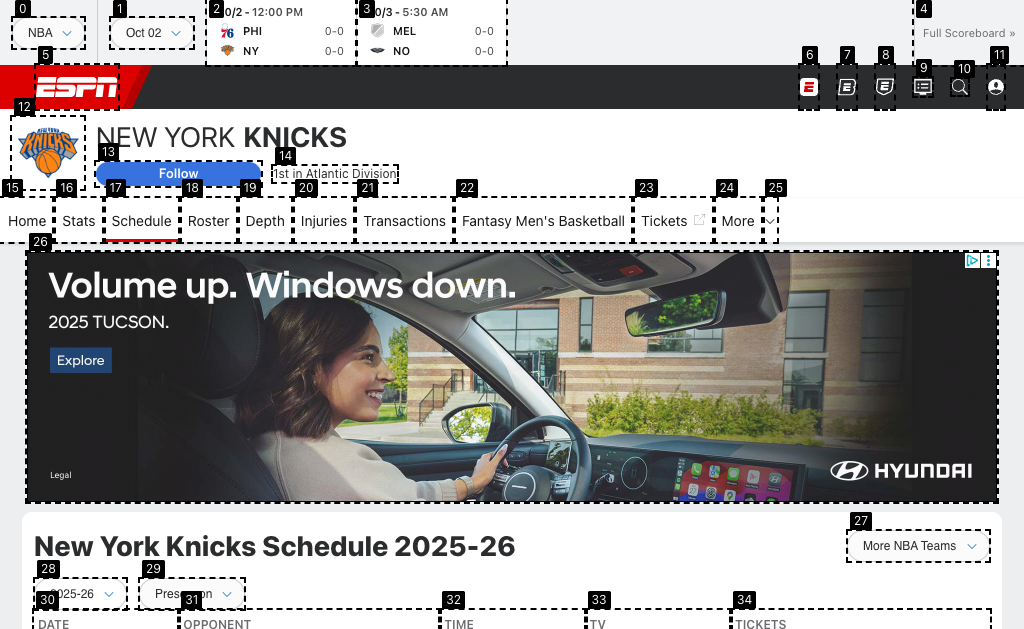 0
1
2
3
4
NBA
Oct 02
0/2 - 12:00 PM
PHI 0-0
NY 0-0
0/3 - 5:30 AM
MEL 0-0
NO 0-0
Full Scoreboard »
5
6
7
8
9
10
11
ESPN
12
NEW YORK KNICKS
13
14
Follow
1st in Atlantic Division
15
16
17
18
19
20
21
22
23
24
25
Home
Stats
Schedule
Roster
Depth
Injuries
Transactions
Fantasy Men's Basketball
Tickets
More
26
Volume up. Windows down.
2025 TUCSON.
Explore
Legal
HYUNDAI
27
New York Knicks Schedule 2025-26
More NBA Teams
28
29
2025-26
30
31
32
33
34
DATE
OPPONENT
TIME
TV
TICKETS